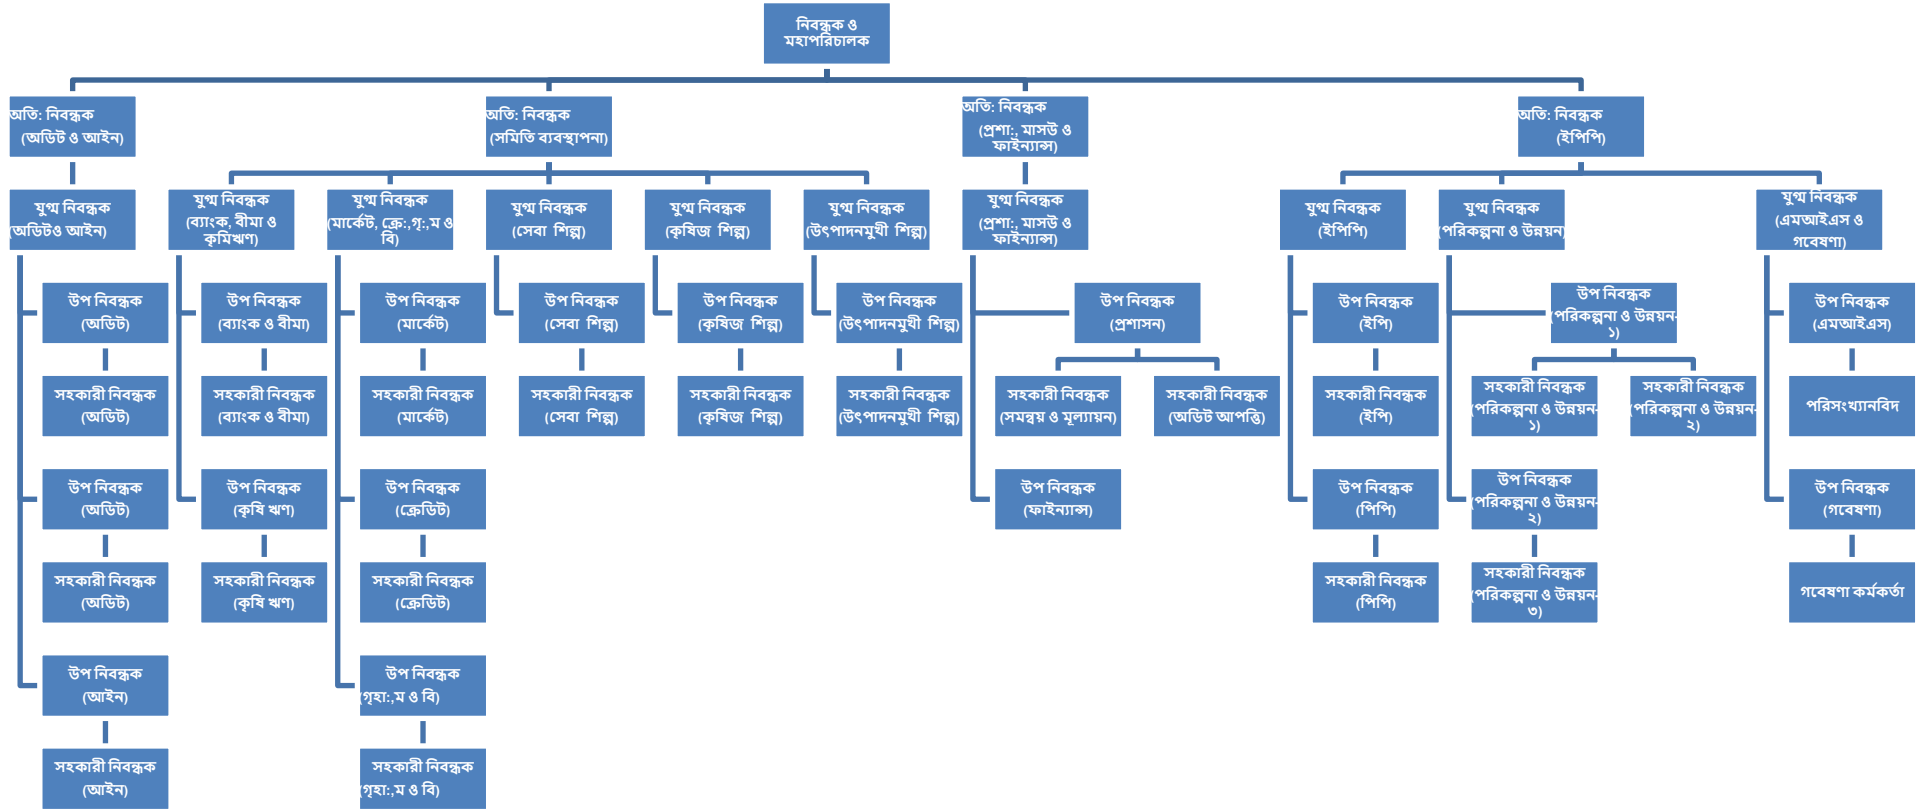 নিবন্ধক ও
মহাপরিচালক
অতি: নিবন্ধক
(অডিট ও আইন)
অতি: নিবন্ধক
(সমিতি ব্যবস্থাপনা)
অতি: নিবন্ধক
(প্রশা:, মাসউ ও
ফাইন্যান্স)
অতি: নিবন্ধক
(ইপিপি)
যুগ্ম নিবন্ধক
(অডিটও আইন)
যুগ্ম নিবন্ধক
(ব্যাংক, বীমা ও
কৃমিঋণ)
যুগ্ম নিবন্ধক
(মার্কেট, ক্রে:,গৃ:,ম ও
বি)
যুগ্ম নিবন্ধক
(সেবা শিল্প)
যুগ্ম নিবন্ধক
(কৃষিজ শিল্প)
যুগ্ম নিবন্ধক
(উৎপাদনমুখী শিল্প)
যুগ্ম নিবন্ধক
(প্রশা:, মাসউ ও
ফাইন্যান্স)
যুগ্ম নিবন্ধক
(ইপিপি)
যুগ্ম নিবন্ধক
(পরিকল্পনা ও উন্নয়ন)
যুগ্ম নিবন্ধক
(এমআইএস ও
গবেষণা)
উপ নিবন্ধক
(অডিট)
উপ নিবন্ধক
(ব্যাংক ও বীমা)
উপ নিবন্ধক
(মার্কেট)
উপ নিবন্ধক
(সেবা শিল্প)
উপ নিবন্ধক
(কৃষিজ শিল্প)
উপ নিবন্ধক
(উৎপাদনমুখী শিল্প)
উপ নিবন্ধক
(প্রশাসন)
উপ নিবন্ধক
(ইপি)
উপ নিবন্ধক
(পরিকল্পনা ও উন্নয়ন-
১)
উপ নিবন্ধক
(এমআইএস)
সহকারী নিবন্ধক
(অডিট)
সহকারী নিবন্ধক
(ব্যাংক ও বীমা)
সহকারী নিবন্ধক
(মার্কেট)
সহকারী নিবন্ধক
(সেবা শিল্প)
সহকারী নিবন্ধক
(কৃষিজ শিল্প)
সহকারী নিবন্ধক
(উৎপাদনমুখী শিল্প)
সহকারী নিবন্ধক
(সমন্বয় ও মূল্যায়ন)
সহকারী নিবন্ধক
(অডিট আপত্তি)
সহকারী নিবন্ধক
(ইপি)
সহকারী নিবন্ধক
(পরিকল্পনা ও উন্নয়ন-
১)
সহকারী নিবন্ধক
(পরিকল্পনা ও উন্নয়ন-
২)
পরিসংখ্যানবিদ
উপ নিবন্ধক
(অডিট)
উপ নিবন্ধক
(কৃষি ঋণ)
উপ নিবন্ধক
(ক্রেডিট)
উপ নিবন্ধক
(ফাইন্যান্স)
উপ নিবন্ধক
(পিপি)
উপ নিবন্ধক
(পরিকল্পনা ও উন্নয়ন-
২)
উপ নিবন্ধক
(গবেষণা)
সহকারী নিবন্ধক
(অডিট)
সহকারী নিবন্ধক
(কৃষি ঋণ)
সহকারী নিবন্ধক
(ক্রেডিট)
সহকারী নিবন্ধক
(পিপি)
সহকারী নিবন্ধক
(পরিকল্পনা ও উন্নয়ন-
৩)
গবেষণা কর্মকর্তা
উপ নিবন্ধক
(আইন)
উপ নিবন্ধক
(গৃহা:,ম ও বি)
সহকারী নিবন্ধক
(আইন)
সহকারী নিবন্ধক
(গৃহা:,ম ও বি)